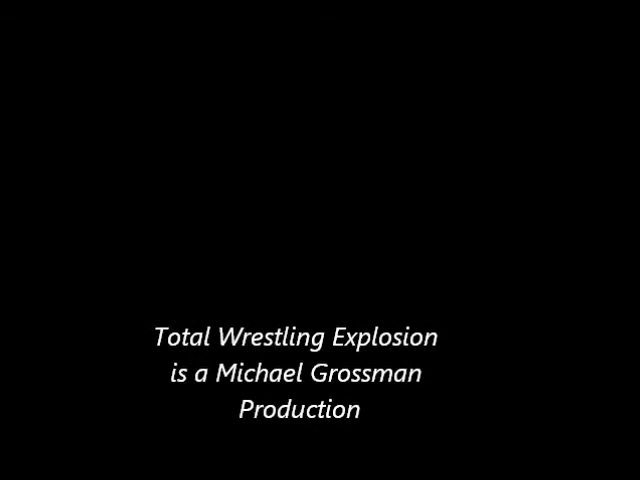 Total Wrestling Explosion
is a Michael Grossman
Production